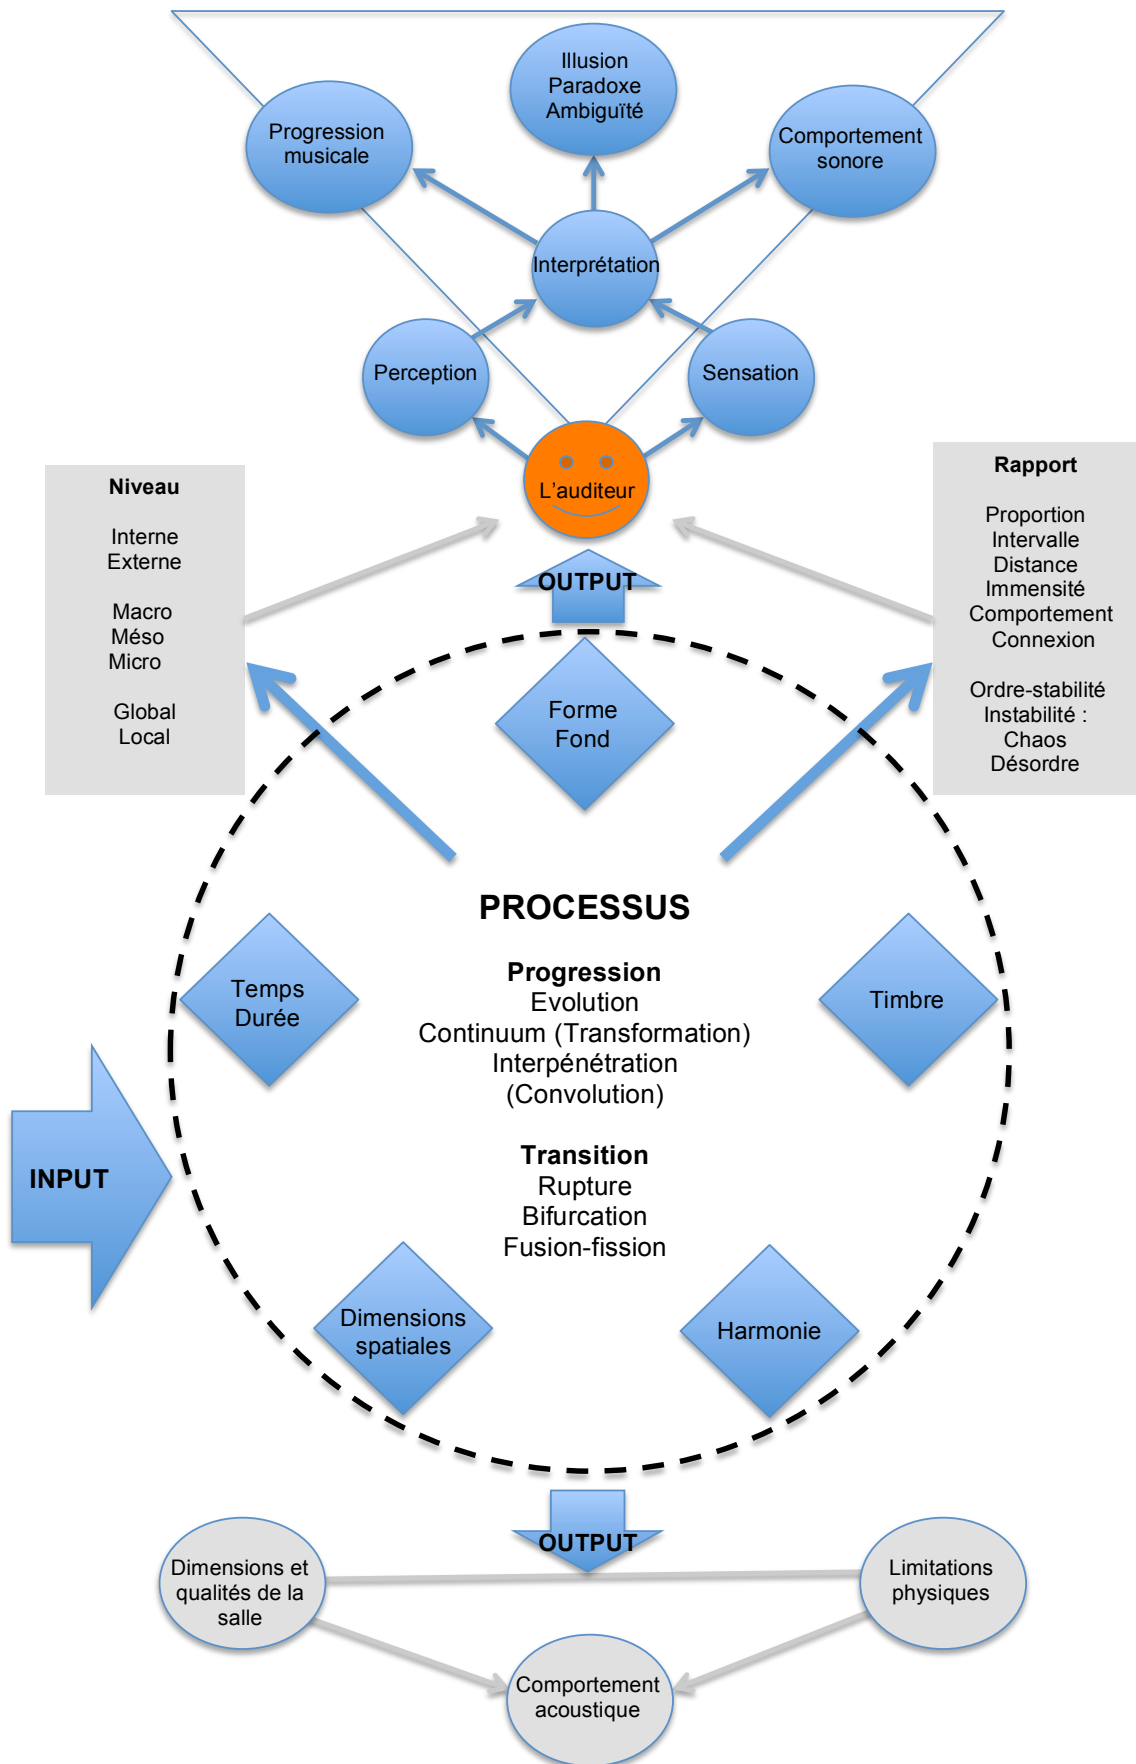 Illusion
Paradoxe
Ambiguïté
Progression
musicale
Comportement
sonore
Interprétation
Perception
Sensation
L'auditeur
Niveau
Interne
Externe
Macro
Méso
Micro
Global
Local
Rapport
Proportion
Intervalle
Distance
Immensité
Comportement
Connexion
Ordre-stabilité
Instabilité :
Chaos
Désordre
OUTPUT
Forme
Fond
PROCESSUS
Progression
Evolution
Continuum (Transformation)
Interpénétration
(Convolution)
Transition
Rupture
Bifurcation
Fusion-fission
Temps
Durée
Timbre
INPUT
Dimensions
spatiales
Harmonie
OUTPUT
Dimensions et
qualités de la
salle
Limitations
physiques
Comportement
acoustique